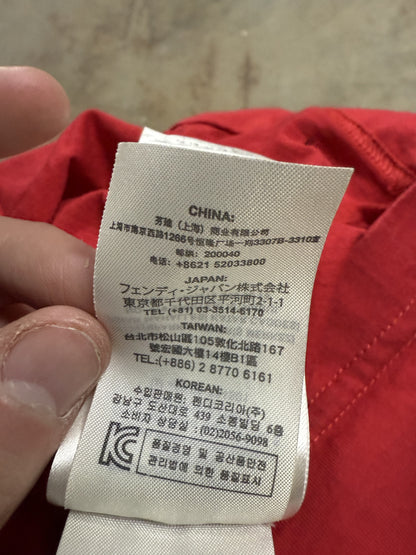 CHINA:
芳迪（上海）商业有限公司
上海市南京西路1266号恒隆广场一间3307B-3310室
邮编: 200040
电话: +8621 52033800
JAPAN:
フェンディ・ジャパン株式会社
東京都千代田区平河町2-1-1
TEL (+81) 03-3514-6170
TAIWAN:
台北市松山區105敦化北路167
號宏國大樓14樓B1區
TEL:(+886) 2 8770 6161
KOREAN:
수입판매원: 펜디코리아(주)
강남구 도산대로 439 소봉빌딩 6층
소비자 상담실 : (02)2056-9098
품질경영 및 공산품안전
관리법에 의한 품질표시